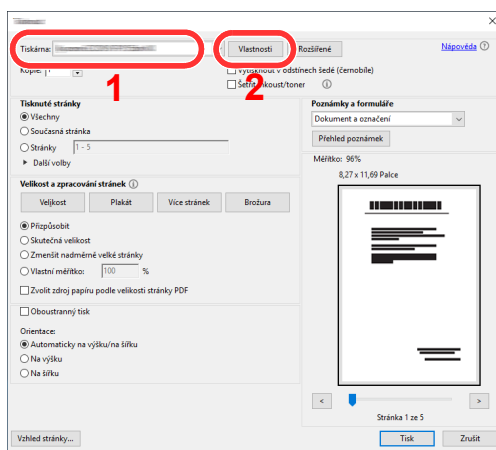 Tiskárna:
Vlastnosti
Rozšířené
Nápověda
1
2
Kopie: 1
Vytisknout v odstínech šedé (černobíle)
Šetřit inkoust/toner
Tisknuté stránky
Všechny
Současná stránka
Stránky 1 - 5
Další volby
Poznámky a formuláře
Dokument a označení
Přehled poznámek
Měřítko: 96%
8,27 x 11,69 Palce
Velikost a zpracování stránek
Velikost
Plakát
Více stránek
Brožura
Přizpůsobit
Skutečná velikost
Zmenšit nadměrně velké stránky
Vlastní měřítko: 100 %
Zvolit zdroj papíru podle velikosti stránky PDF
Oboustranný tisk
Orientace:
Automaticky na výšku/na šířku
Na výšku
Na šířku
<
>
Stránka 1 ze 5
Vzhled stránky...
Tisk
Zrušit